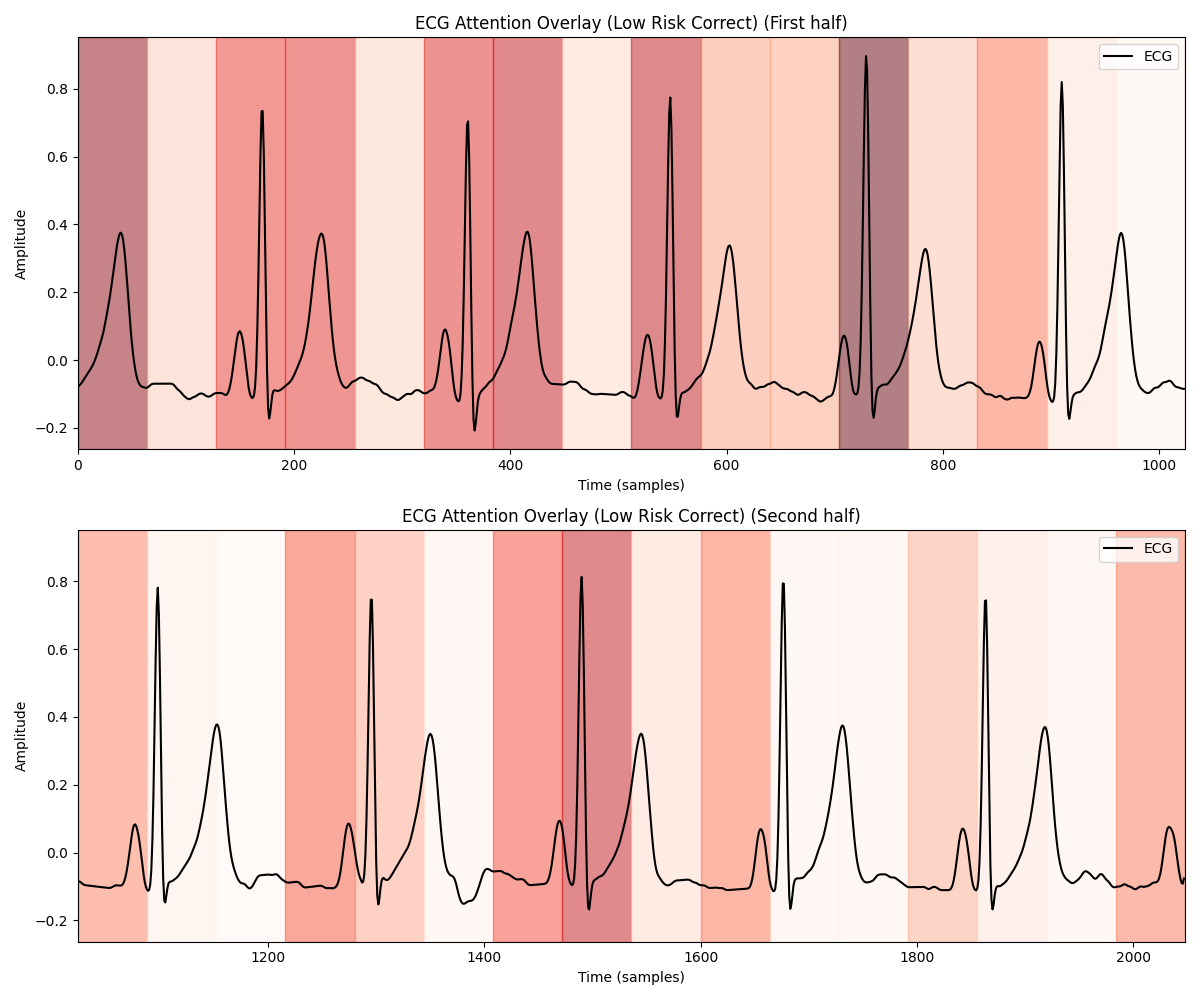 ECG Attention Overlay (Low Risk Correct) (First half)
ECG
Amplitude
0.8
0.6
0.4
0.2
0.0
−0.2
0 200 400 600 800 1000
Time (samples)
ECG Attention Overlay (Low Risk Correct) (Second half)
ECG
Amplitude
0.8
0.6
0.4
0.2
0.0
−0.2
1200 1400 1600 1800 2000
Time (samples)